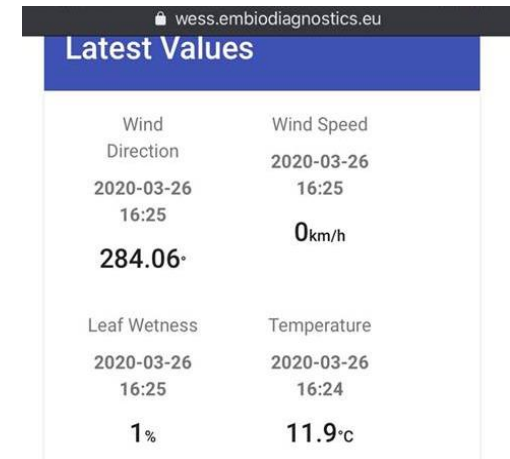 wess.embiodiagnostics.eu
Latest Values
Wind
Direction
2020-03-26
16:25
284.06°
Wind Speed
2020-03-26
16:25
0km/h
Leaf Wetness
2020-03-26
16:25
1%
Temperature
2020-03-26
16:24
11.9°C